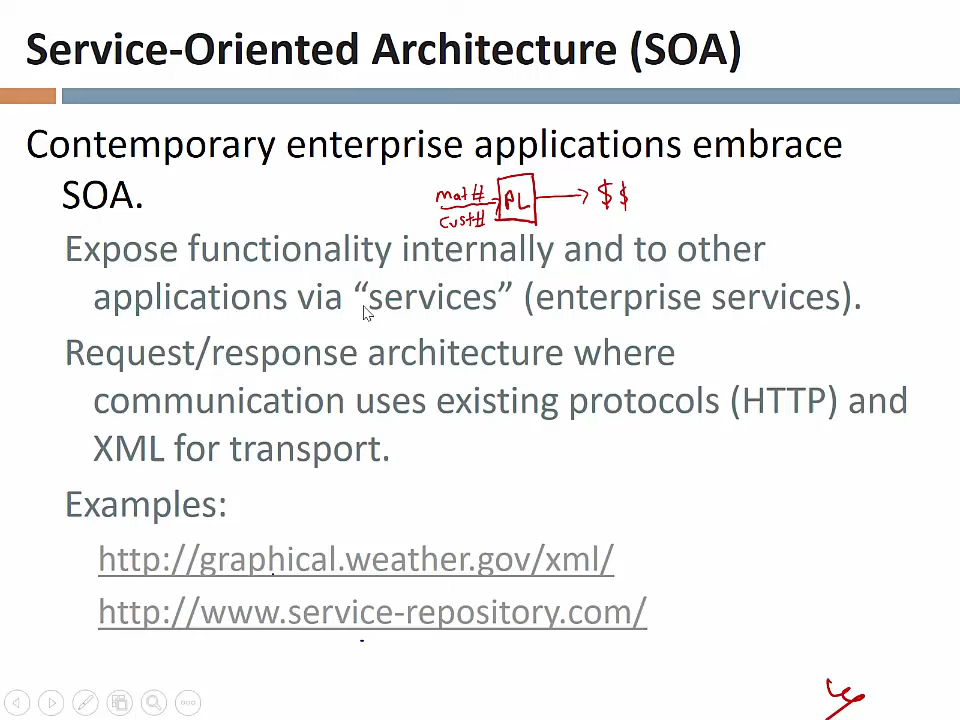 Service-Oriented Architecture (SOA)
Contemporary enterprise applications embrace
SOA.
mat#
cust#
PL
$$
Expose functionality internally and to other
applications via “services” (enterprise services).
Request/response architecture where
communication uses existing protocols (HTTP) and
XML for transport.
Examples:
http://graphical.weather.gov/xml/
http://www.service-repository.com/